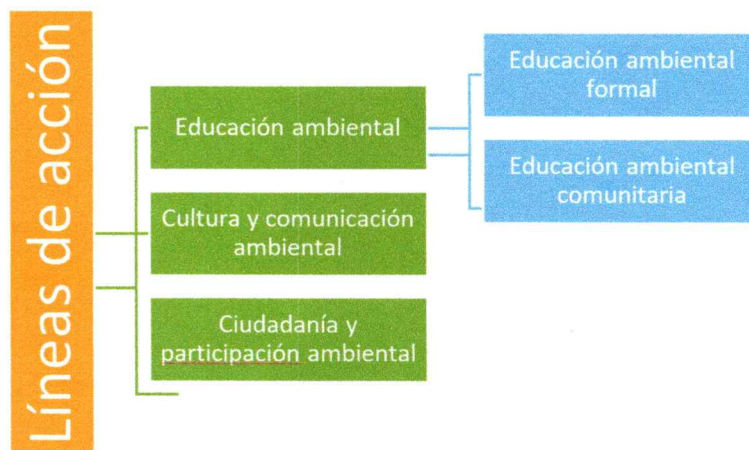 Líneas de acción
Educación ambiental
Cultura y comunicación
ambiental
Ciudadanía y
participación ambiental
Educación ambiental
formal
Educación ambiental
comunitaria